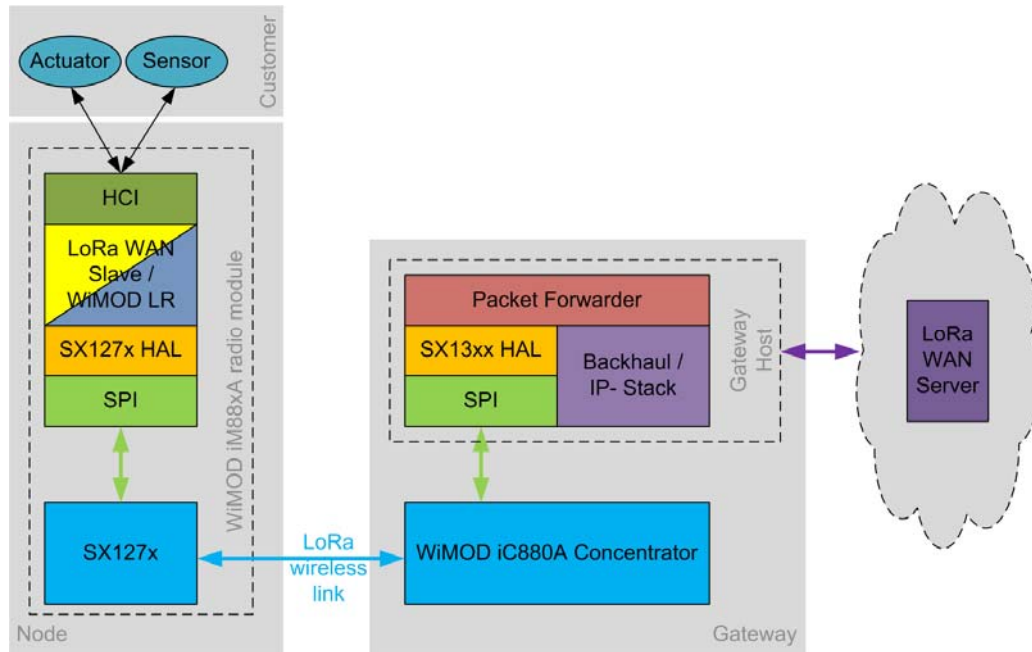 Actuator
Sensor
Customer
HCI
LoRa WAN
Slave /
WiMOD LR
SX127x HAL
SPI
WiMOD iM88xA radio module
SX127x
Node
LoRa
wireless
link
Packet Forwarder
SX13xx HAL
SPI
Backhaul /
IP- Stack
Gateway
Host
WiMOD iC880A Concentrator
Gateway
LoRa
WAN
Server